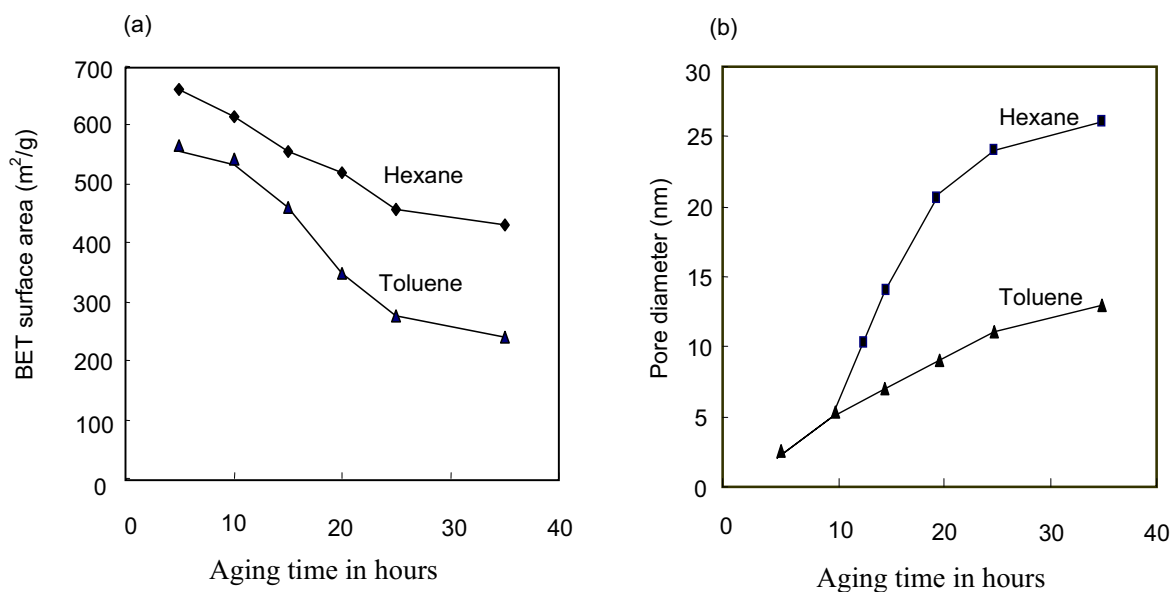 (a)
700
600
500
400
300
200
100
0
BET surface area (m²/g)
Hexane
Toluene
0 10 20 30 40
Aging time in hours
(b)
30
25
20
15
10
5
0
Pore diameter (nm)
Hexane
Toluene
0 10 20 30 40
Aging time in hours